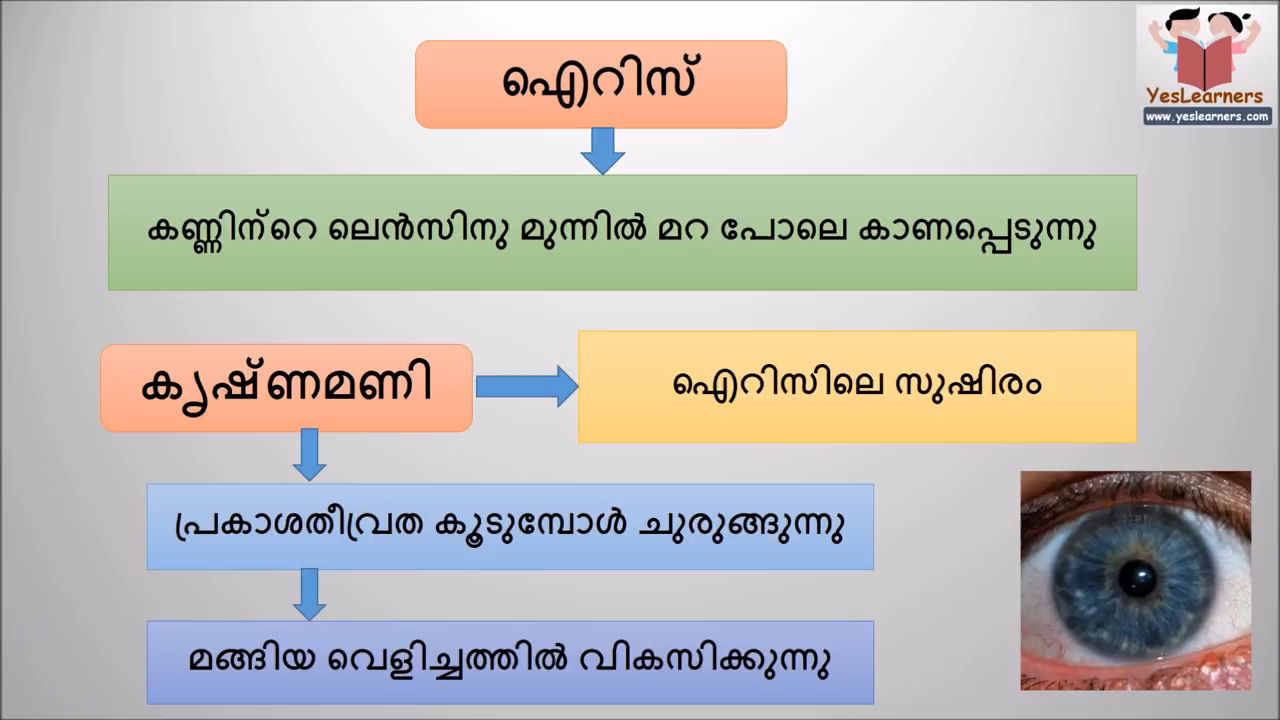 ഐറിസ്
YesLearners
www.yeslearners.com
കണ്ണിന്റെ ലെൻസിനു മുന്നിൽ മറ പോലെ കാണപ്പെടുന്നു
കൃഷ്ണമണി
ഐറിസിലെ സുഷിരം
പ്രകാശതീവ്രത കൂടുമ്പോൾ ചുരുങ്ങുന്നു
മങ്ങിയ വെളിച്ചത്തിൽ വികസിക്കുന്നു